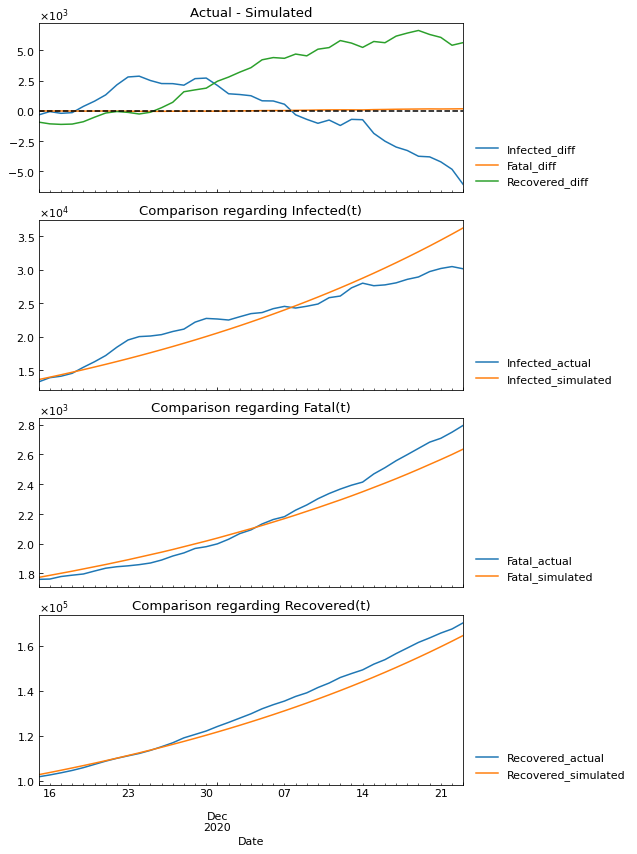 Actual - Simulated
×10³
5.0
2.5
0.0
−2.5
−5.0
Infected_diff
Fatal_diff
Recovered_diff
Comparison regarding Infected(t)
×10⁴
3.5
3.0
2.5
2.0
1.5
Infected_actual
Infected_simulated
Comparison regarding Fatal(t)
×10³
2.8
2.6
2.4
2.2
2.0
1.8
Fatal_actual
Fatal_simulated
Comparison regarding Recovered(t)
×10⁵
1.6
1.4
1.2
1.0
Recovered_actual
Recovered_simulated
16 23 30 07 14 21
Dec
2020
Date